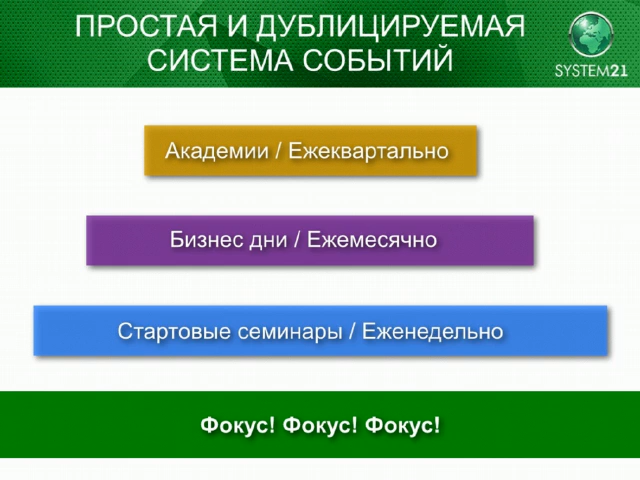 ПРОСТАЯ И ДУБЛИЦИРУЕМАЯ
СИСТЕМА СОБЫТИЙ
SYSTEM21
Академии / Ежеквартально
Бизнес дни / Ежемесячно
Стартовые семинары / Еженедельно
Фокус! Фокус! Фокус!